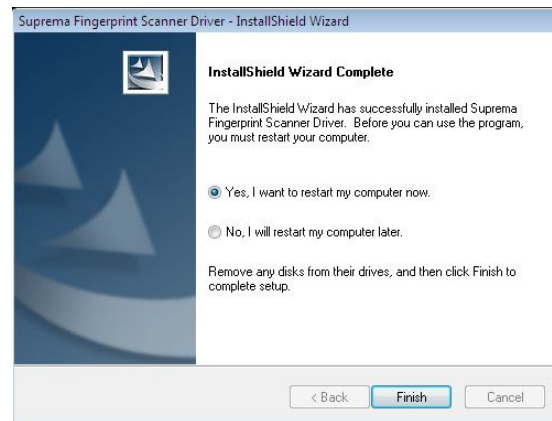 Suprema Fingerprint Scanner Driver - InstallShield Wizard
InstallShield Wizard Complete
The InstallShield Wizard has successfully installed Suprema
Fingerprint Scanner Driver. Before you can use the program,
you must restart your computer.
Yes, I want to restart my computer now.
No, I will restart my computer later.
Remove any disks from their drives, and then click Finish to
complete setup.
< Back Finish Cancel